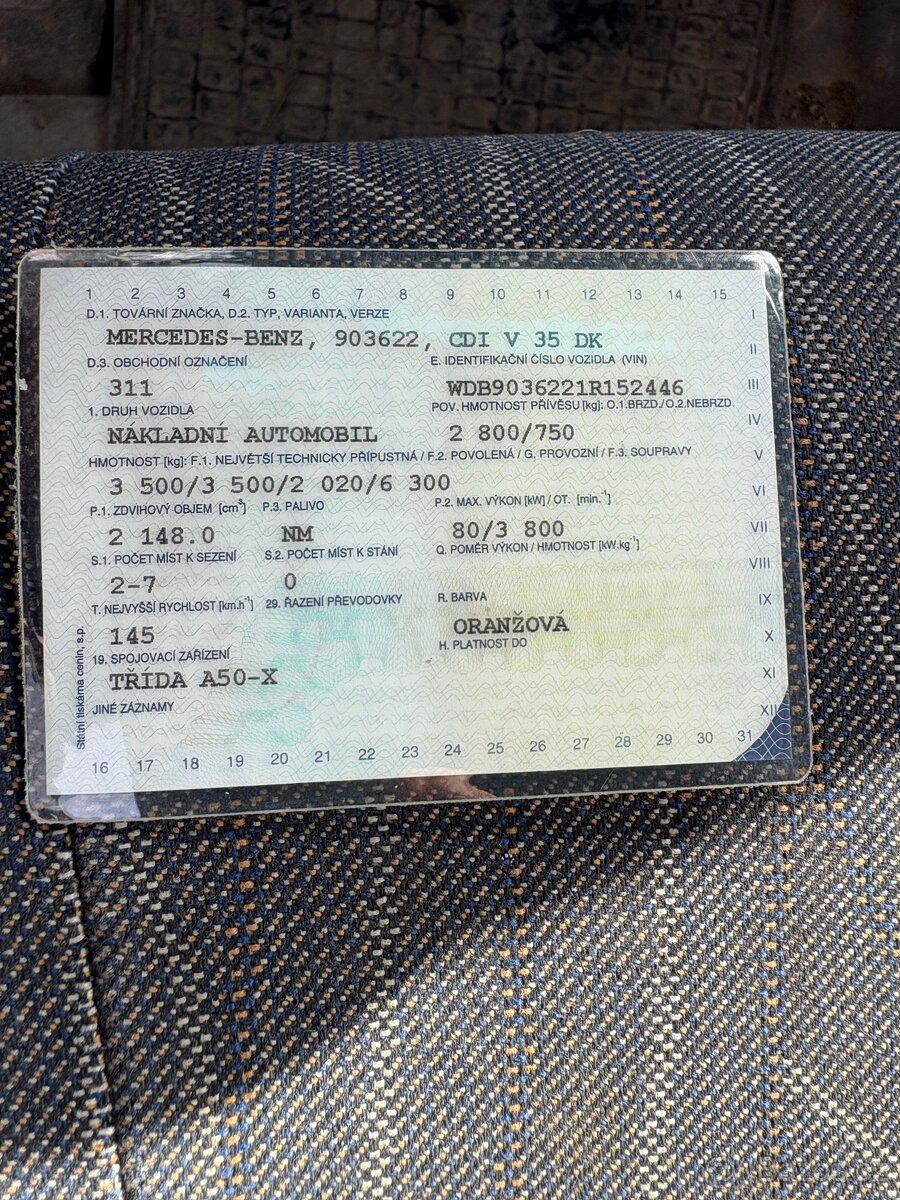 1 2 3 4 5 6 7 8 9 10 11 12 13 14 15
D.1. TOVÁRNÍ ZNAČKA, D.2. TYP, VARIANTA, VERZE I
MERCEDES-BENZ, 903622, CDI V 35 DK
D.3. OBCHODNÍ OZNAČENÍ E. IDENTIFIKAČNÍ ČÍSLO VOZIDLA (VIN) II
311 WDB9036221R152446 III
1. DRUH VOZIDLA POV. HMOTNOST PŘÍVĚSU [kg]: O.1.BRZD./O.2.NEBRZD.
NÁKLADNÍ AUTOMOBIL 2 800/750 IV
HMOTNOST [kg]: F.1. NEJVĚTŠÍ TECHNICKY PŘÍPUSTNÁ / F.2. POVOLENÁ / G. PROVOZNÍ / F.3. SOUPRAVY V
3 500/3 500/2 020/6 300 VI
P.1. ZDVIHOVÝ OBJEM [cm³] P.3. PALIVO P.2. MAX. VÝKON [kW] / OT. [min.⁻¹]
2 148.0 NM 80/3 800 VII
S.1. POČET MÍST K SEZENÍ S.2. POČET MÍST K STÁNÍ Q. POMĚR VÝKON / HMOTNOST [kW.kg⁻¹] VIII
2-7 0
T. NEJVYŠŠÍ RYCHLOST [km.h⁻¹] 29. ŘAZENÍ PŘEVODOVKY R. BARVA IX
145 ORANŽOVÁ X
19. SPOJOVACÍ ZAŘÍZENÍ H. PLATNOST DO
TŘÍDA A50-X XI
JINÉ ZÁZNAMY XII
16 17 18 19 20 21 22 23 24 25 26 27 28 29 30 31
Státní tiskárna cenin, s.p.